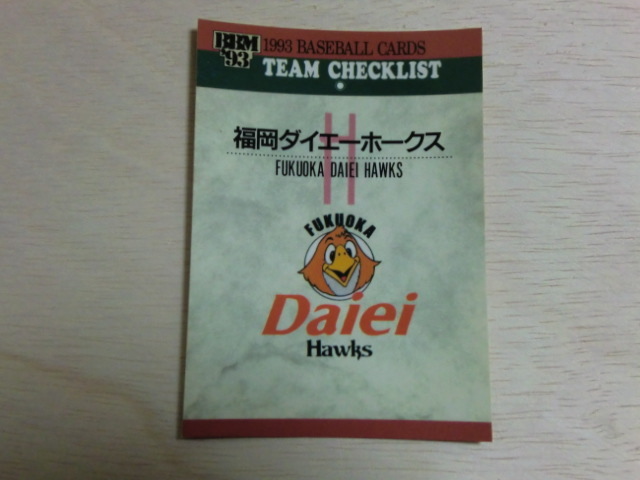 BBM '93
1993 BASEBALL CARDS
TEAM CHECKLIST
H
福岡ダイエーホークス
FUKUOKA DAIEI HAWKS
FUKUOKA
Daiei
Hawks